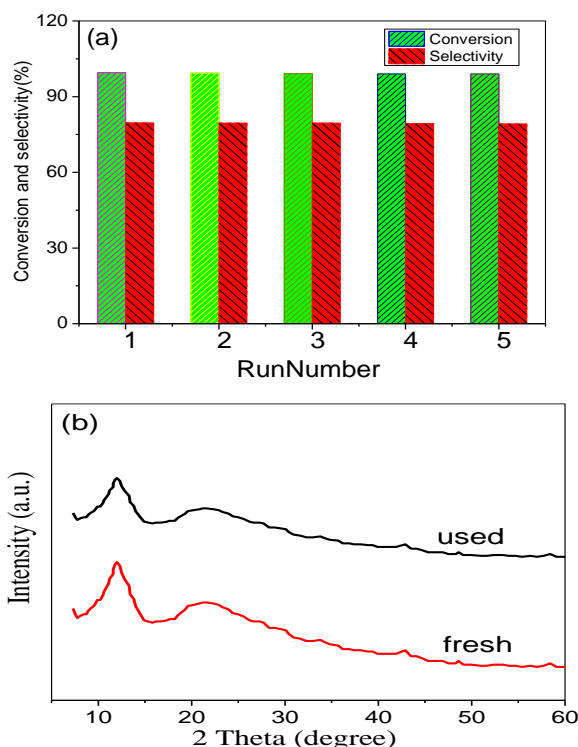 (a)
Conversion
Selectivity
Conversion and selectivity(%)
120
90
60
30
0
1 2 3 4 5
RunNumber
(b)
used
fresh
Intensity (a.u.)
10 20 30 40 50 60
2 Theta (degree)